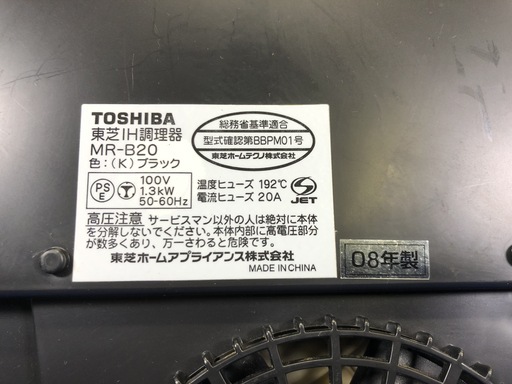 TOSHIBA
東芝IH調理器
MR-B20
色:(K)ブラック
総務省基準適合
型式確認第BBPM01号
東芝ホームテクノ株式会社
PSE
T
100V
1.3kW
50-60Hz
温度ヒューズ 192℃
電流ヒューズ 20A
JET
高圧注意 サービスマン以外の人は絶対に本体
を分解しないでください。本体内部に高電圧部分
が数多くあり、万一さわると危険です。
東芝ホームアプライアンス株式会社
MADE IN CHINA
08年製